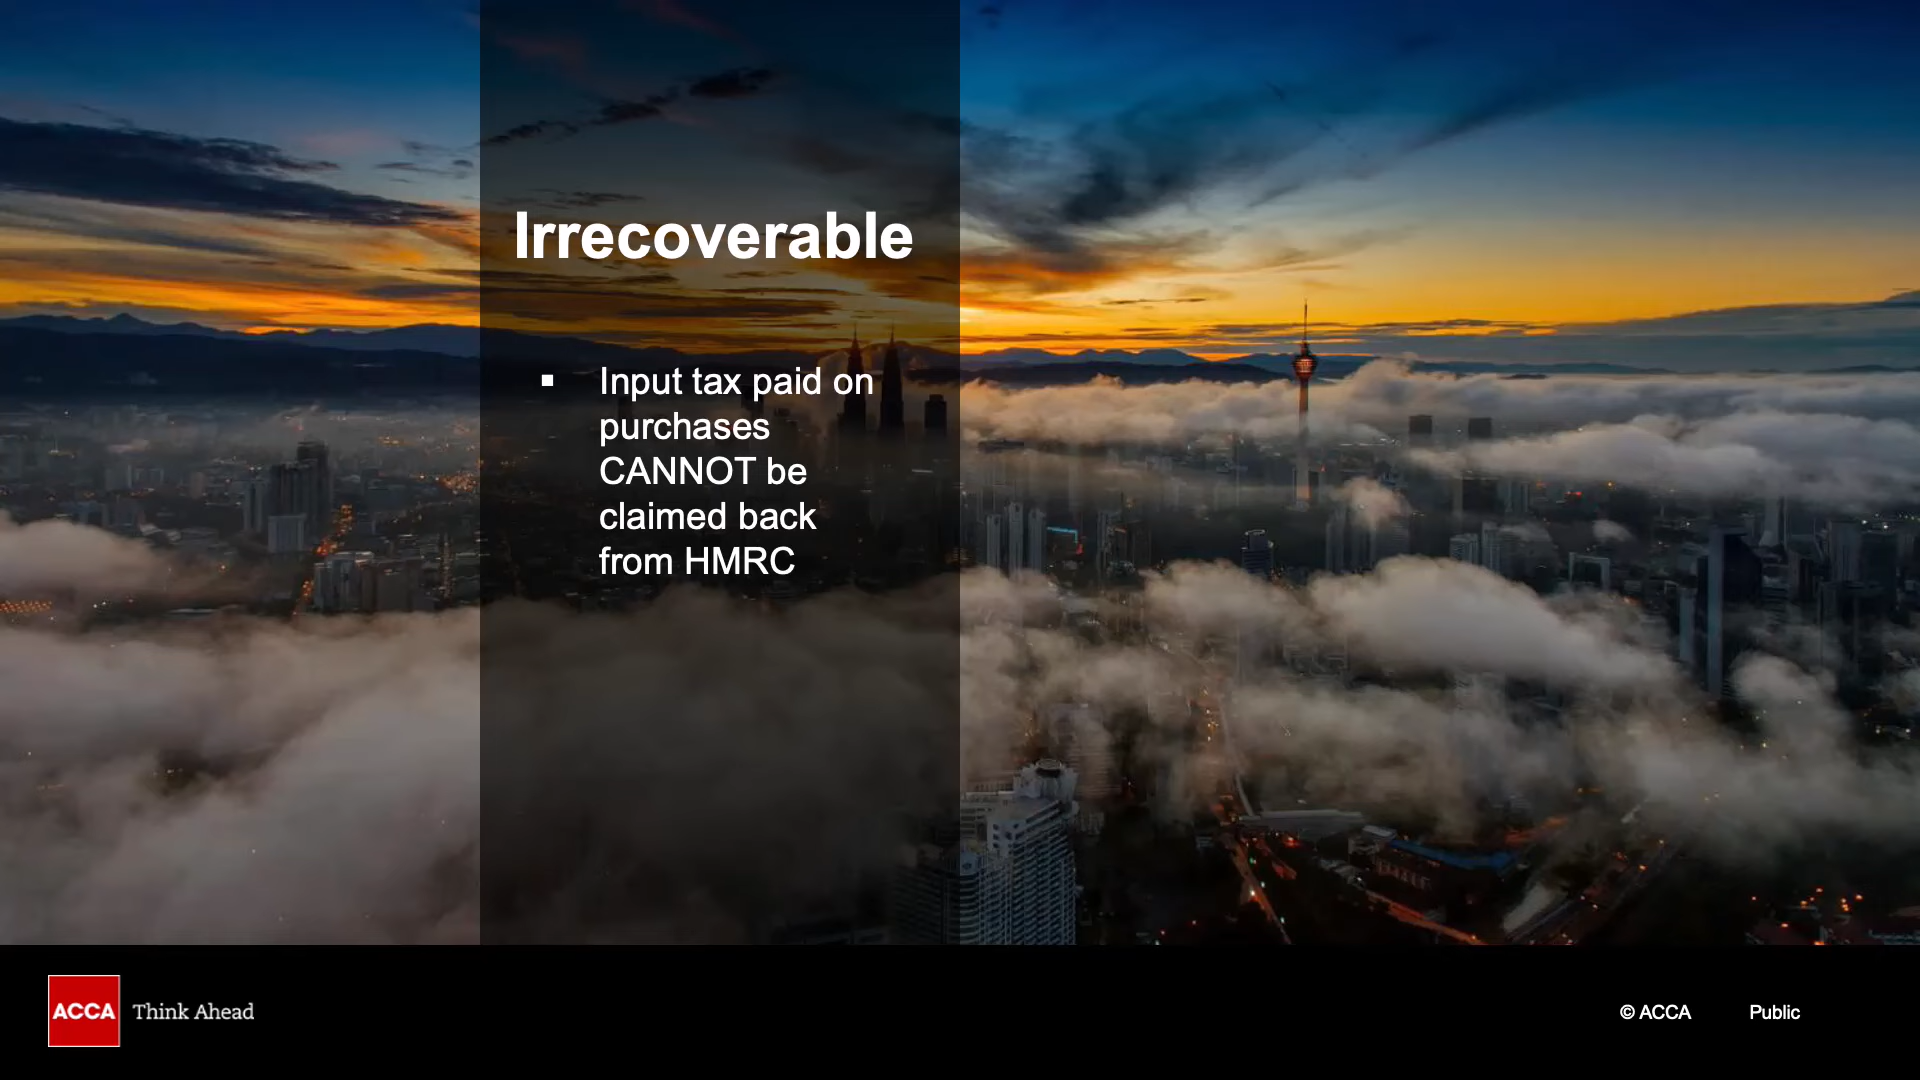 Irrecoverable
▪ Input tax paid on
purchases
CANNOT be
claimed back
from HMRC
ACCA Think Ahead
© ACCA Public